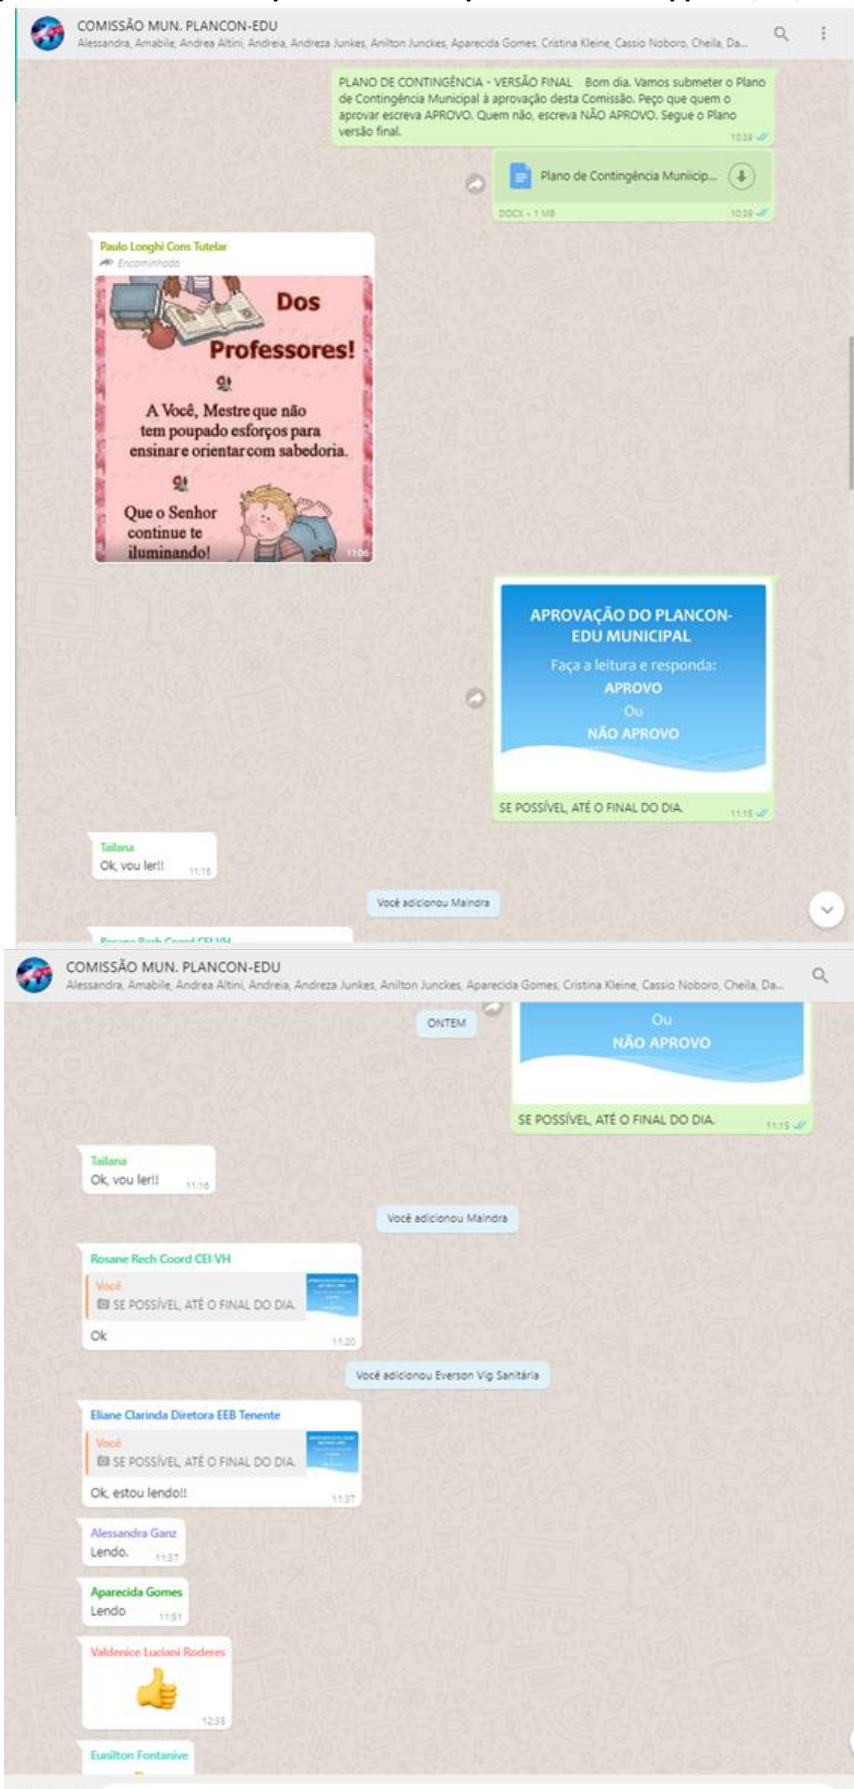 COMISSÃO MUN. PLANCON-EDU
Alessandra, Amabile, Andrea Altini, Andreia, Andreza Junkes, Anilton Junckes, Aparecida Gomes, Cristina Kleine, Cassio Noboro, Cheila, Da...
PLANO DE CONTINGÊNCIA - VERSÃO FINAL Bom dia. Vamos submeter o Plano
de Contingência Municipal à aprovação desta Comissão. Peço que quem o
aprovar escreva APROVO. Quem não, escreva NÃO APROVO. Segue o Plano
versão final.
10:39
Plano de Contingência Muniicip...
DOCX • 1 MB
10:39
Paulo Longhi Cons Tutelar
Encaminhada
Dos
Professores!
A Você, Mestre que não
tem poupado esforços para
ensinar e orientar com sabedoria.
Que o Senhor
continue te
iluminando!
11:06
APROVAÇÃO DO PLANCON-
EDU MUNICIPAL
Faça a leitura e responda:
APROVO
Ou
NÃO APROVO
SE POSSÍVEL, ATÉ O FINAL DO DIA.
11:15
Tailana
Ok, vou ler!!
11:16
Você adicionou Maindra
Rosane Rech Coord CEI VH
COMISSÃO MUN. PLANCON-EDU
Alessandra, Amabile, Andrea Altini, Andreia, Andreza Junkes, Anilton Junckes, Aparecida Gomes, Cristina Kleine, Cassio Noboro, Cheila, Da...
ONTEM
Ou
NÃO APROVO
SE POSSÍVEL, ATÉ O FINAL DO DIA.
11:15
Tailana
Ok, vou ler!!
11:16
Você adicionou Maindra
Rosane Rech Coord CEI VH
Você
SE POSSÍVEL, ATÉ O FINAL DO DIA.
Ok
11:20
Você adicionou Everson Vig Sanitária
Eliane Clarinda Diretora EEB Tenente
Você
SE POSSÍVEL, ATÉ O FINAL DO DIA.
Ok, estou lendo!!
11:37
Alessandra Ganz
Lendo.
11:37
Aparecida Gomes
Lendo
11:51
Valdenice Luciani Roderes
12:35
Eunilton Fontanive